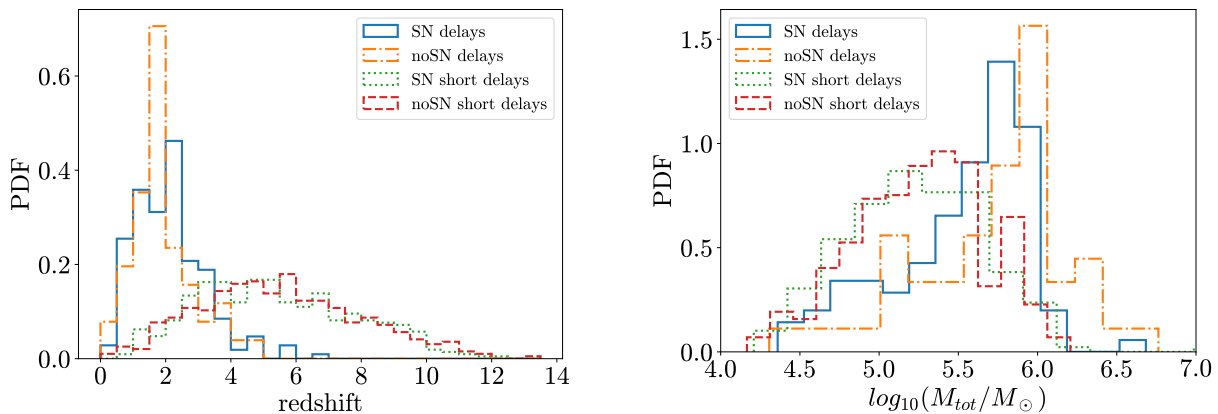 PDF
0.6
0.4
0.2
0.0
0 2 4 6 8 10 12 14
redshift
SN delays
noSN delays
SN short delays
noSN short delays
PDF
1.5
1.0
0.5
0.0
4.0 4.5 5.0 5.5 6.0 6.5 7.0
log₁₀(M_tot/M_⊙)
SN delays
noSN delays
SN short delays
noSN short delays